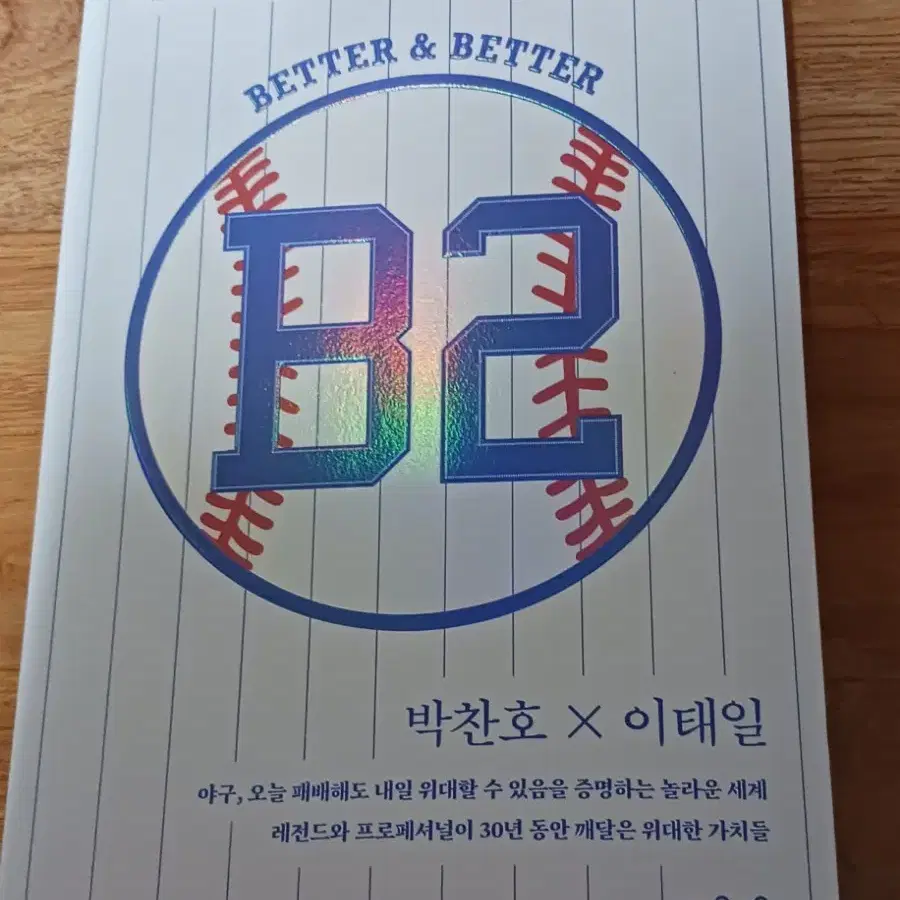 BETTER & BETTER
B2
박찬호 × 이태일
야구, 오늘 패배해도 내일 위대할 수 있음을 증명하는 놀라운 세계
레전드와 프로페셔널이 30년 동안 깨달은 위대한 가치들